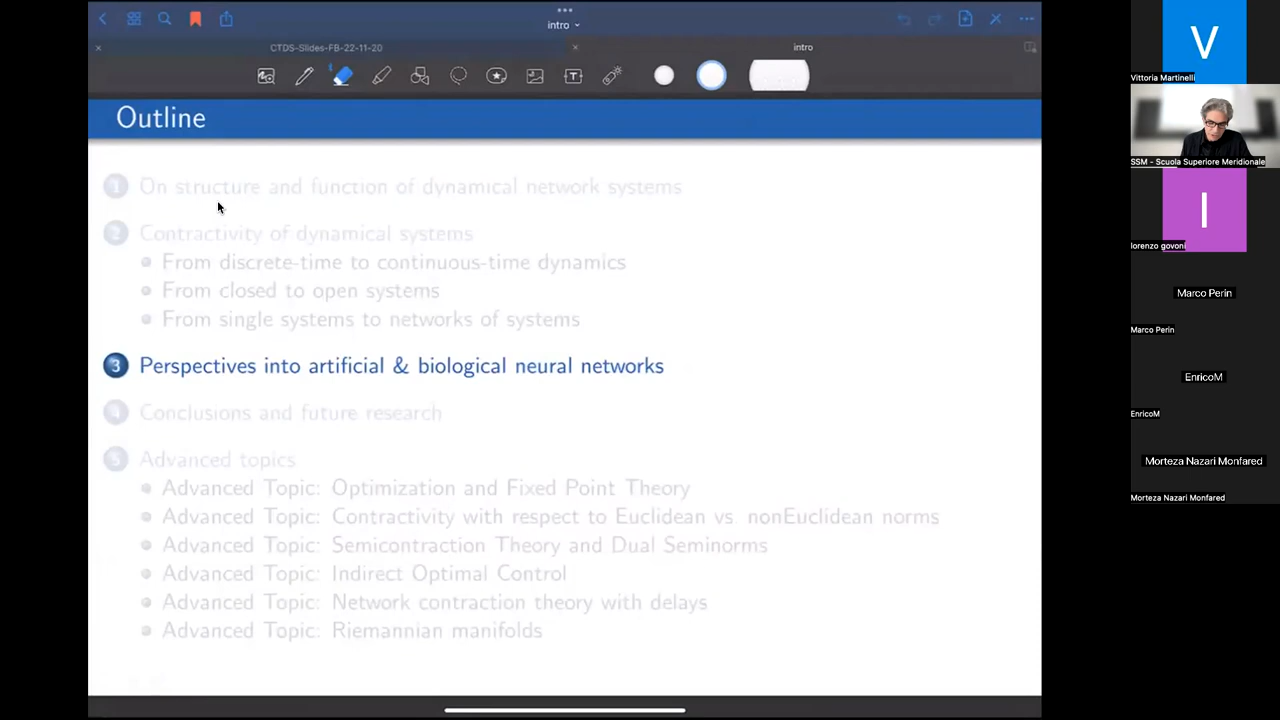 intro
CTDS-Slides-FB-22-11-20
intro
Outline
1 On structure and function of dynamical network systems
2 Contractivity of dynamical systems
From discrete-time to continuous-time dynamics
From closed to open systems
From single systems to networks of systems
3 Perspectives into artificial & biological neural networks
4 Conclusions and future research
5 Advanced topics
Advanced Topic: Optimization and Fixed Point Theory
Advanced Topic: Contractivity with respect to Euclidean vs. nonEuclidean norms
Advanced Topic: Semicontraction Theory and Dual Seminorms
Advanced Topic: Indirect Optimal Control
Advanced Topic: Network contraction theory with delays
Advanced Topic: Riemannian manifolds
V
Vittoria Martinelli
SSM - Scuola Superiore Meridionale
I
lorenzo govoni
Marco Perin
Marco Perin
EnricoM
EnricoM
Morteza Nazari Monfared
Morteza Nazari Monfared